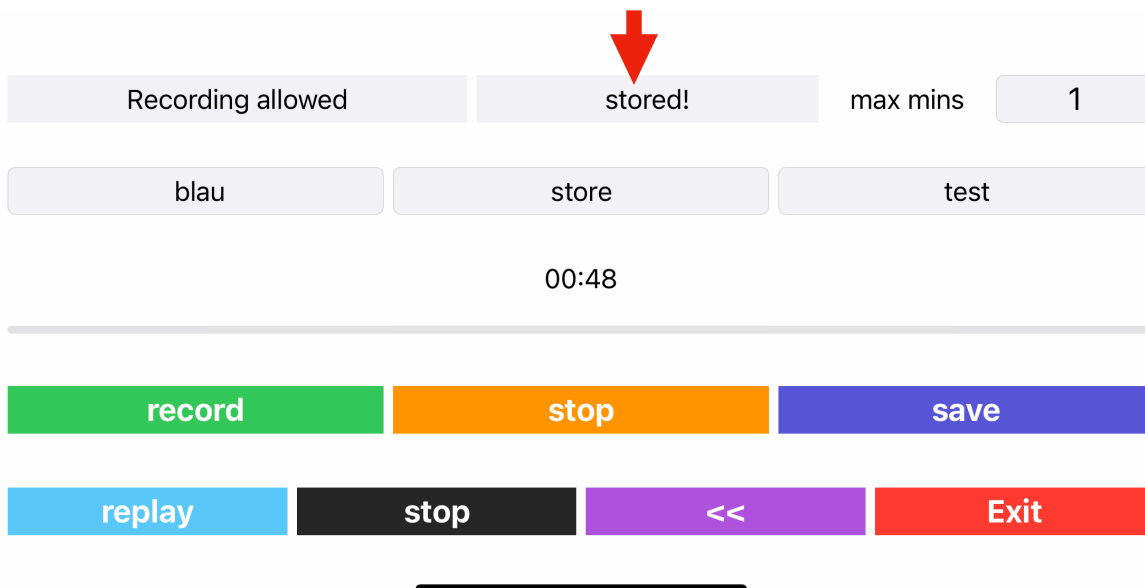 Recording allowed stored! max mins 1
blau store test
00:48
record stop save
replay stop << Exit